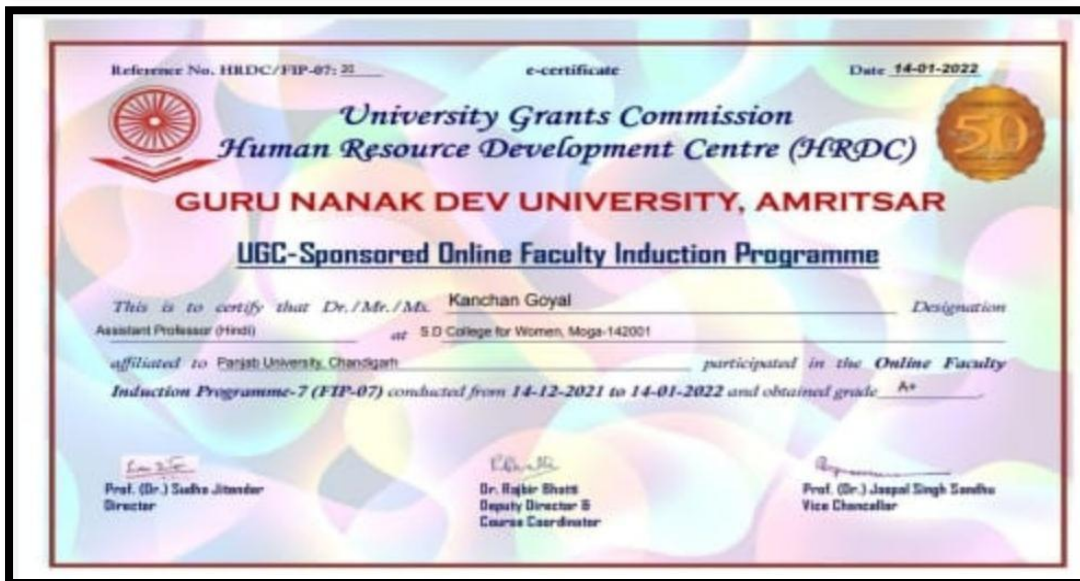 Reference No. HRDC/FIP-07: 21 e-certificate Date 14-01-2022
University Grants Commission
Human Resource Development Centre (HRDC)
50
GURU NANAK DEV UNIVERSITY, AMRITSAR
UGC-Sponsored Online Faculty Induction Programme
This is to certify that Dr./Mr./Ms. Kanchan Goyal Designation
Assistant Professor (Hindi) at S.D College for Women, Moga-142001
affiliated to Panjab University, Chandigarh participated in the Online Faculty
Induction Programme-7 (FIP-07) conducted from 14-12-2021 to 14-01-2022 and obtained grade A+
Prof. (Dr.) Sudha Jitender Dr. Rajbir Bhatti Prof. (Dr.) Jaspal Singh Sandhu
Director Deputy Director & Vice Chancellor
Course Coordinator